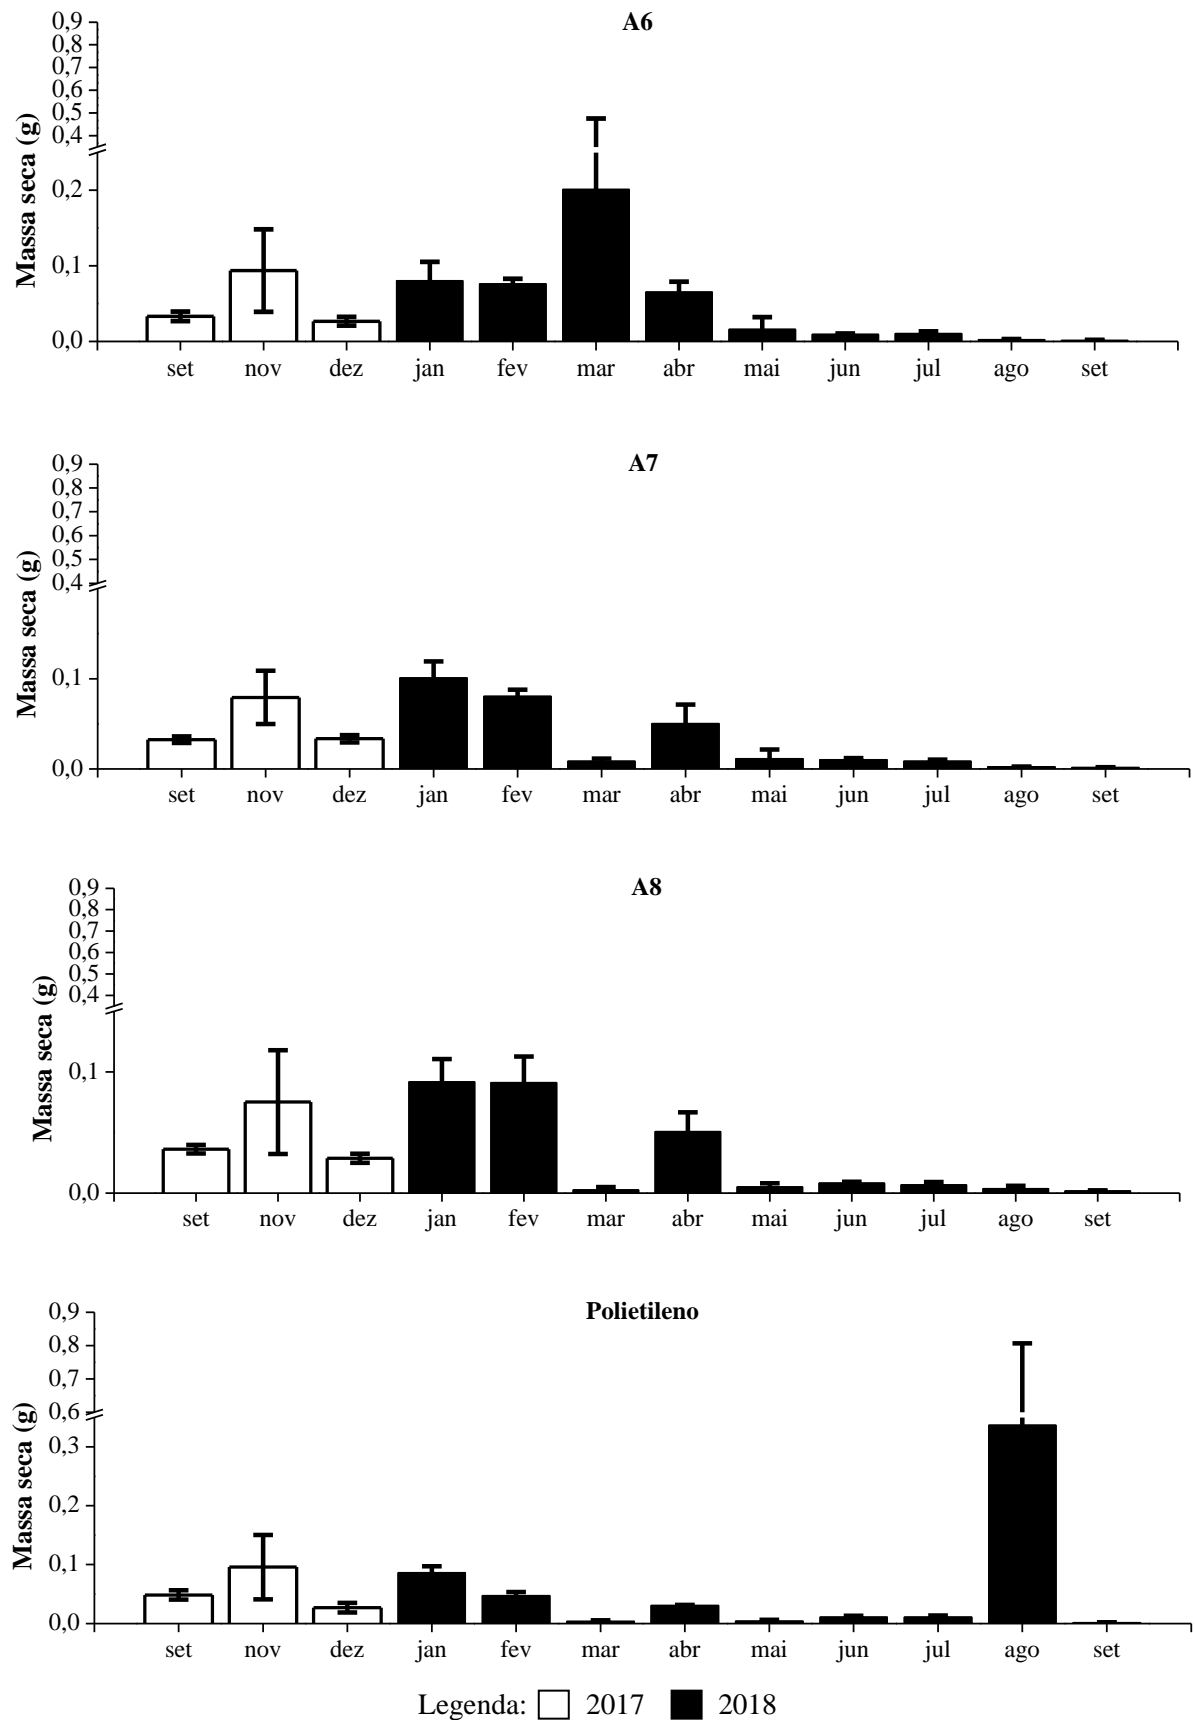 A6
Massa seca (g)
0,9
0,8
0,7
0,6
0,5
0,4
0,2
0,1
0,0
set nov dez jan fev mar abr mai jun jul ago set
A7
Massa seca (g)
0,9
0,8
0,7
0,6
0,5
0,4
0,1
0,0
set nov dez jan fev mar abr mai jun jul ago set
A8
Massa seca (g)
0,9
0,8
0,7
0,6
0,5
0,4
0,1
0,0
set nov dez jan fev mar abr mai jun jul ago set
Polietileno
Massa seca (g)
0,9
0,8
0,7
0,6
0,3
0,2
0,1
0,0
set nov dez jan fev mar abr mai jun jul ago set
Legenda: 2017 2018